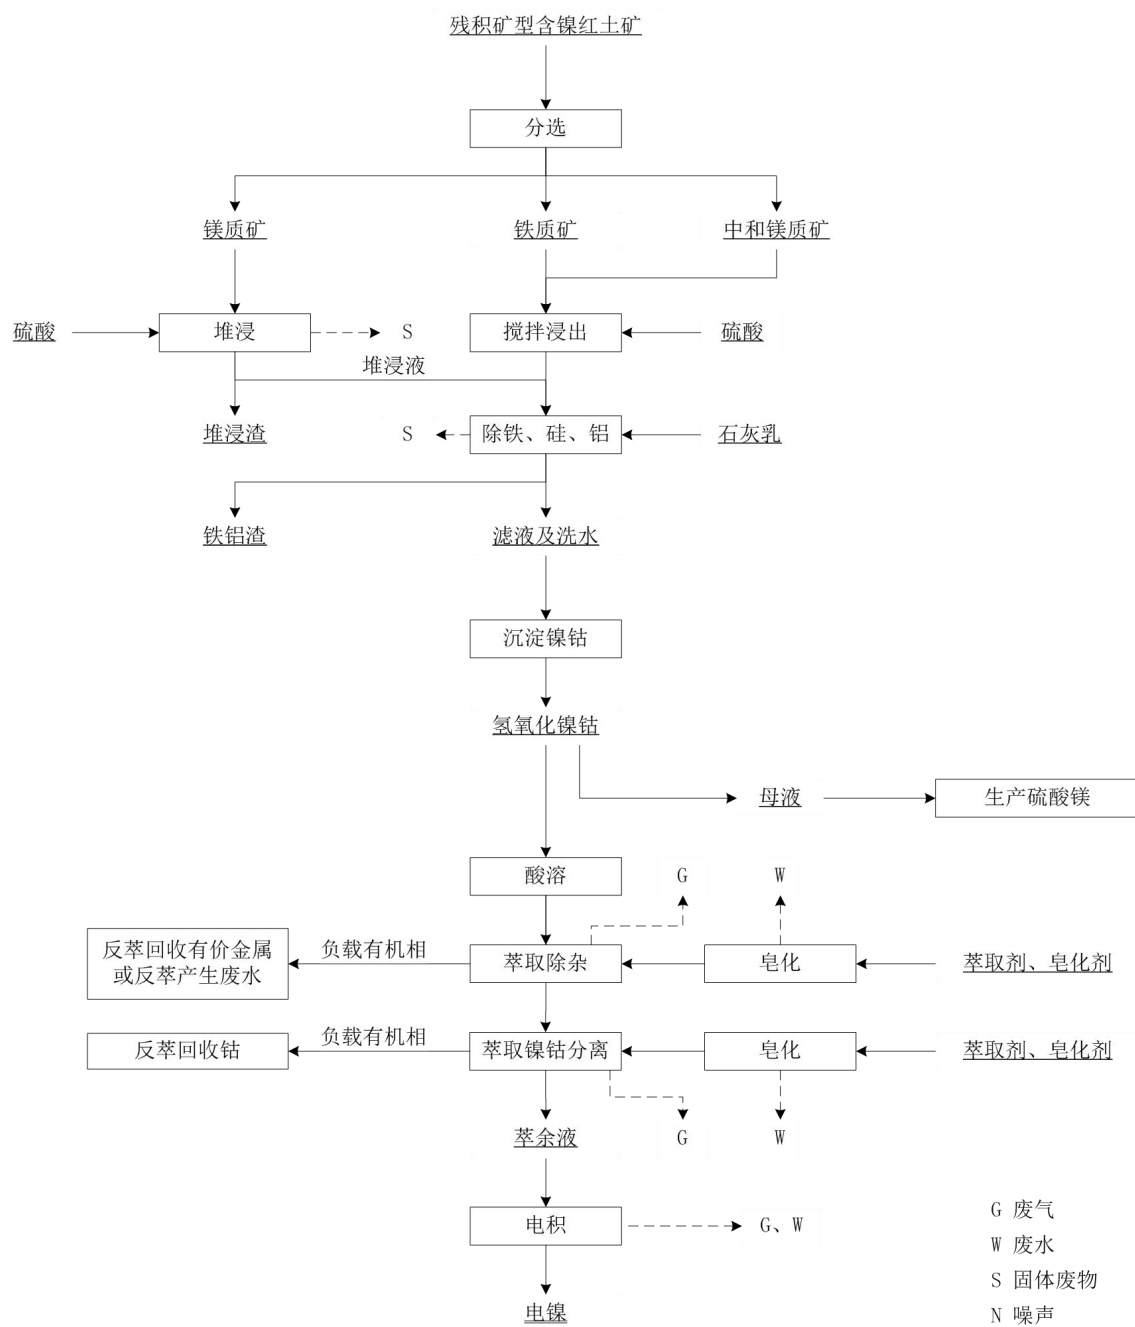 残积矿型含镍红土矿
分选
镁质矿
铁质矿
中和镁质矿
硫酸
堆浸
S
搅拌浸出
硫酸
堆浸液
堆浸渣
S
除铁、硅、铝
石灰乳
铁铝渣
滤液及洗水
沉淀镍钴
氢氧化镍钴
母液
生产硫酸镁
酸溶
G
W
反萃回收有价金属
或反萃产生废水
负载有机相
萃取除杂
皂化
萃取剂、皂化剂
反萃回收钴
负载有机相
萃取镍钴分离
皂化
萃取剂、皂化剂
萃余液
G
W
电积
G、W
电镍
G 废气
W 废水
S 固体废物
N 噪声